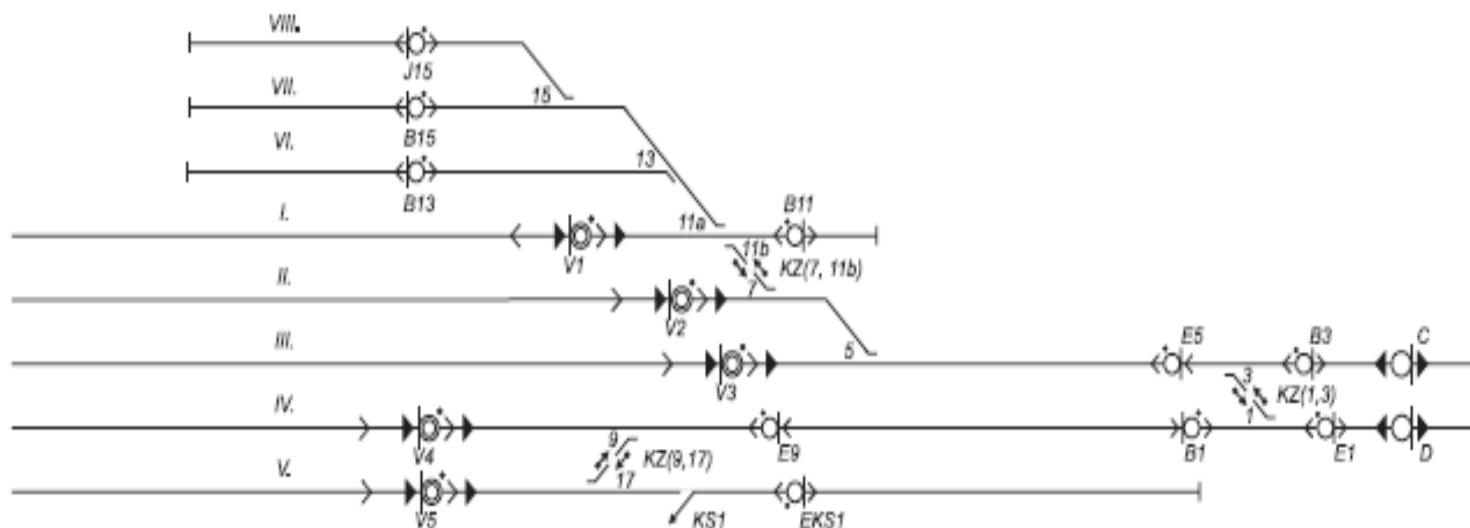 VIII.
J15
VII.
15
B15
VI.
13
B13
I.
11a
B11
V1
11b
KZ(7, 11b)
II.
7
V2
III.
5
E5
B3
C
V3
3
KZ(1,3)
IV.
1
V4
9
E9
B1
E1
D
KZ(9,17)
V.
17
V5
KS1
EKS1